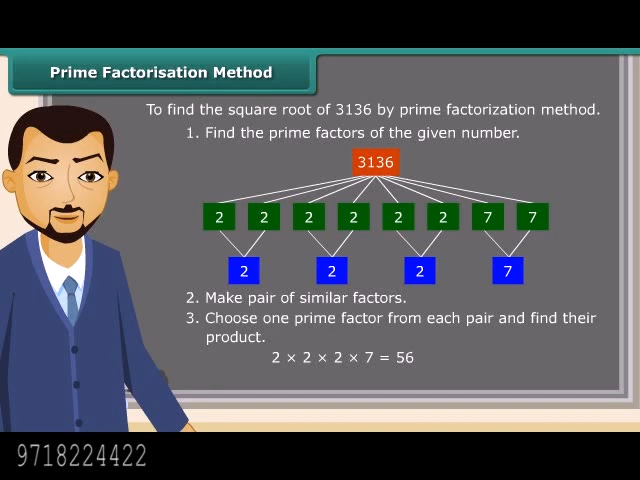 Prime Factorisation Method
To find the square root of 3136 by prime factorization method.
1. Find the prime factors of the given number.
3136
2 2 2 2 2 2 7 7
2 2 2 7
2. Make pair of similar factors.
3. Choose one prime factor from each pair and find their
product.
2 × 2 × 2 × 7 = 56
9718224422